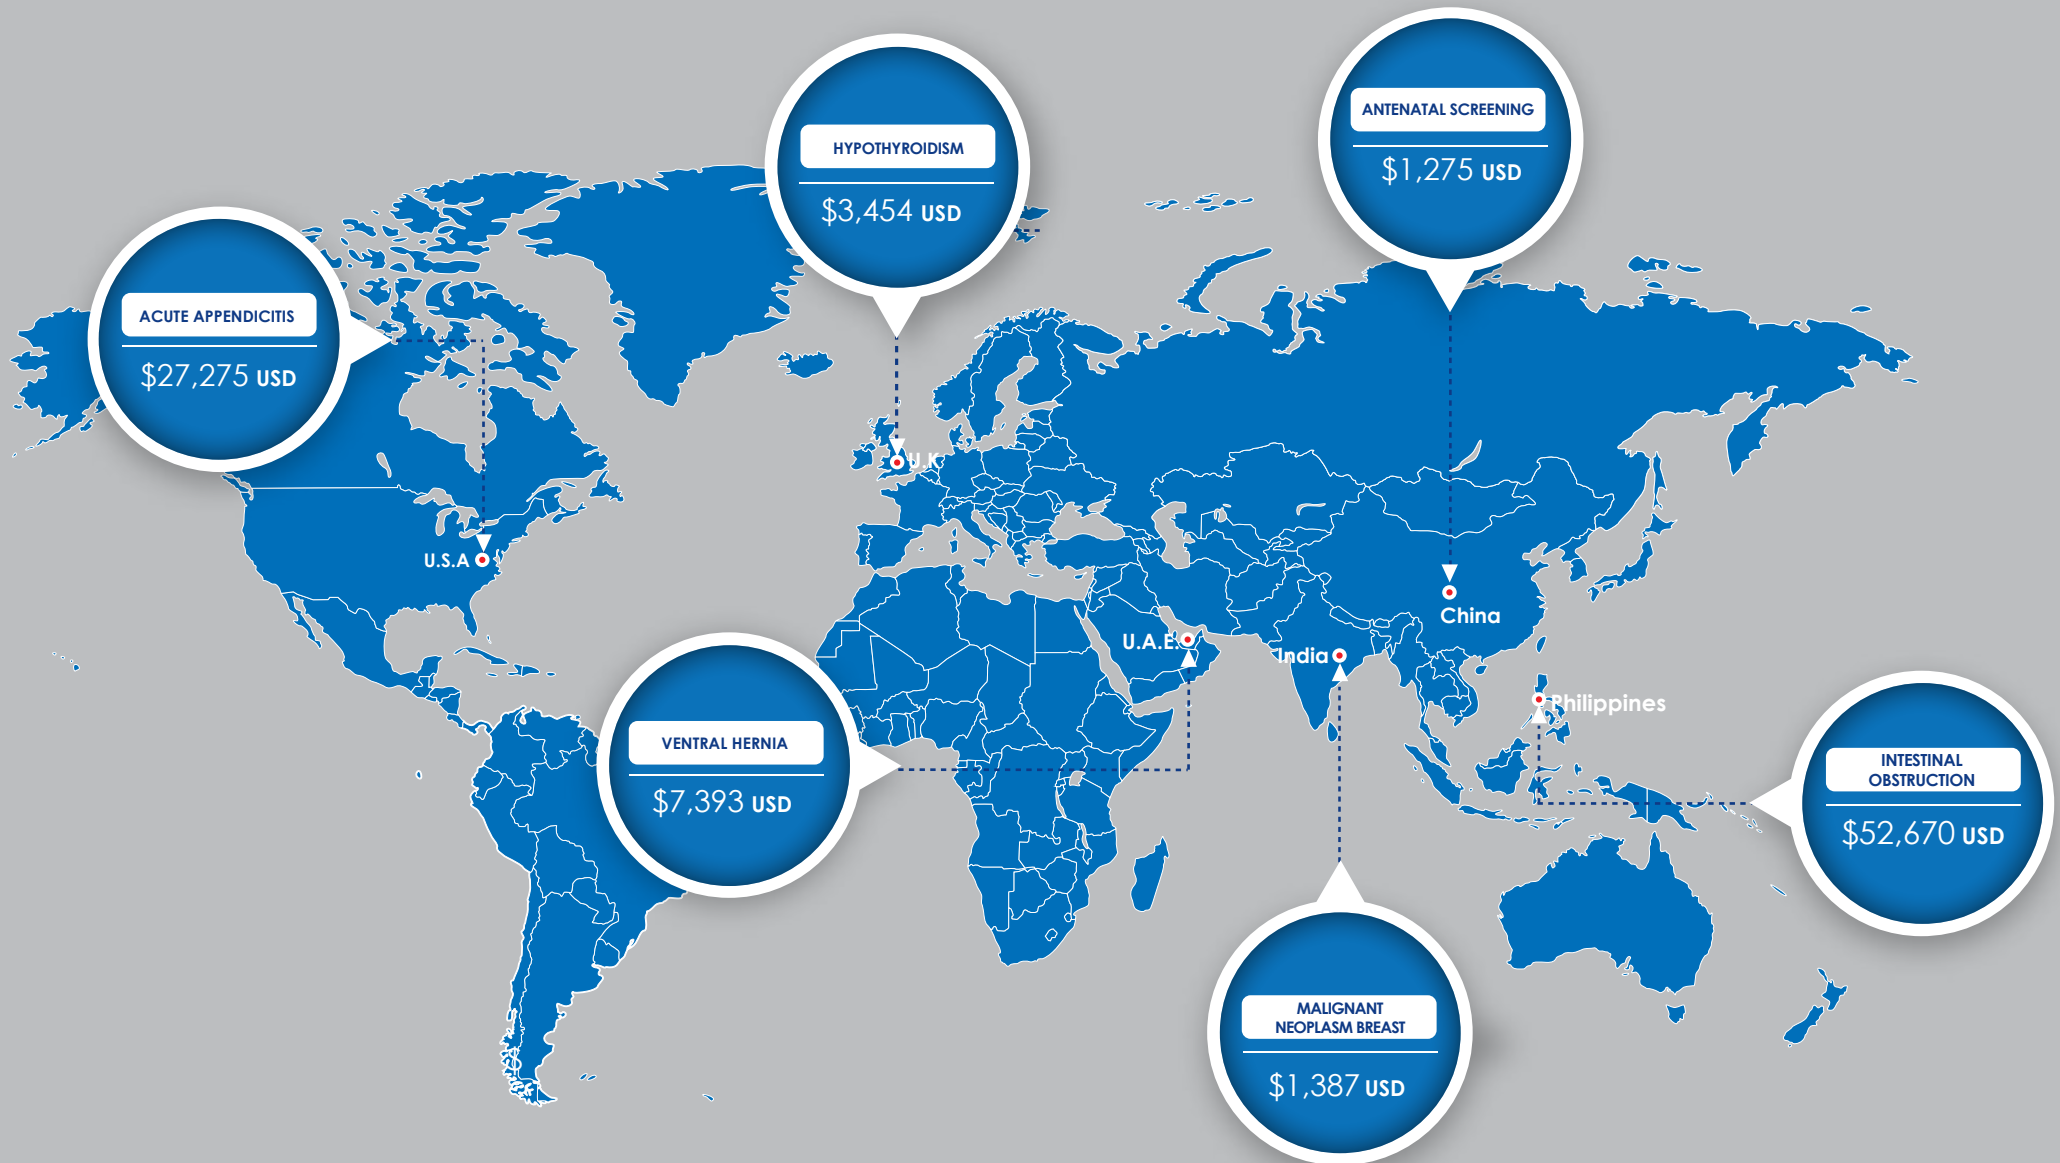 ANTENATAL SCREENING
$1,275 USD
HYPOTHYROIDISM
$3,454 USD
ACUTE APPENDICITIS
$27,275 USD
U.K
U.S.A
China
U.A.E.
India
Philippines
VENTRAL HERNIA
$7,393 USD
INTESTINAL
OBSTRUCTION
$52,670 USD
MALIGNANT
NEOPLASM BREAST
$1,387 USD